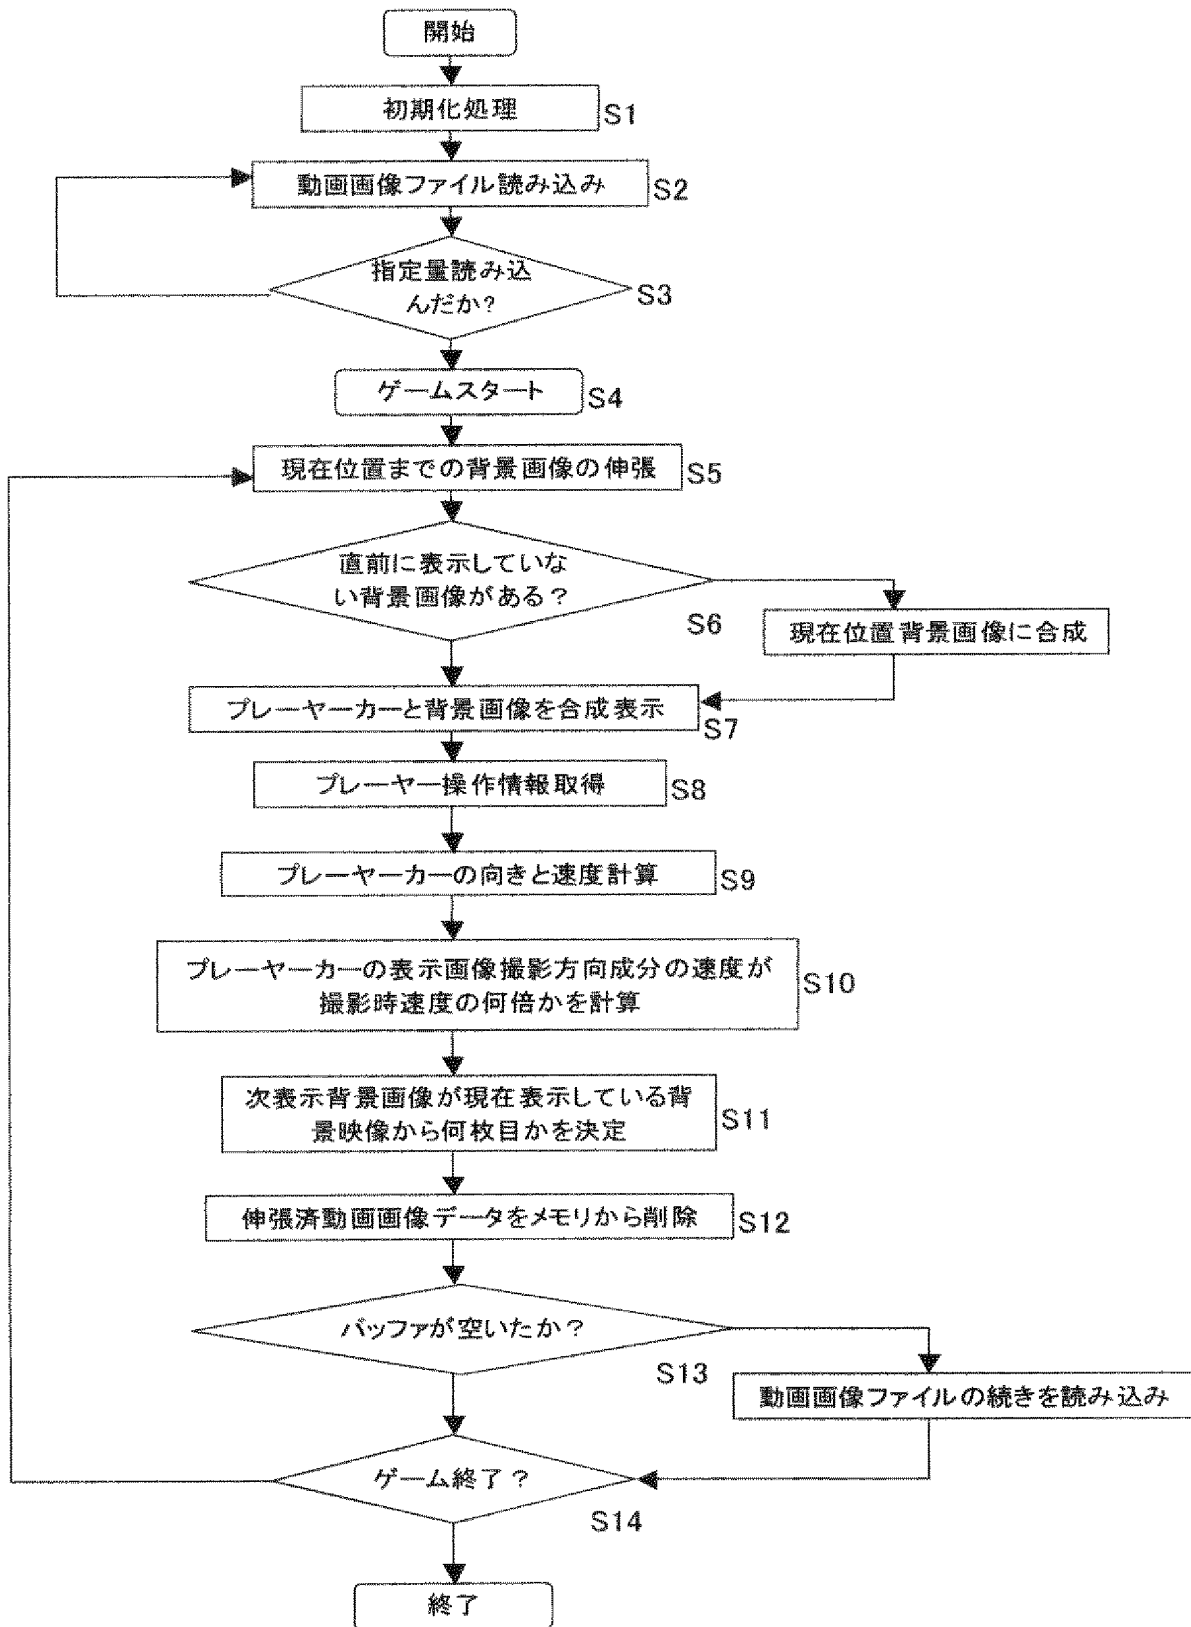 開始
初期化処理
S1
動画画像ファイル読み込み
S2
指定量読み込
んだか?
S3
ゲームスタート
S4
現在位置までの背景画像の伸張
S5
直前に表示していな
い背景画像がある?
S6
現在位置背景画像に合成
プレーヤーカーと背景画像を合成表示
S7
プレーヤー操作情報取得
S8
プレーヤーカーの向きと速度計算
S9
プレーヤーカーの表示画像撮影方向成分の速度が
撮影時速度の何倍かを計算
S10
次表示背景画像が現在表示している背
景映像から何枚目かを決定
S11
伸張済動画画像データをメモリから削除
S12
バッファが空いたか?
S13
動画画像ファイルの続きを読み込み
ゲーム終了?
S14
終了